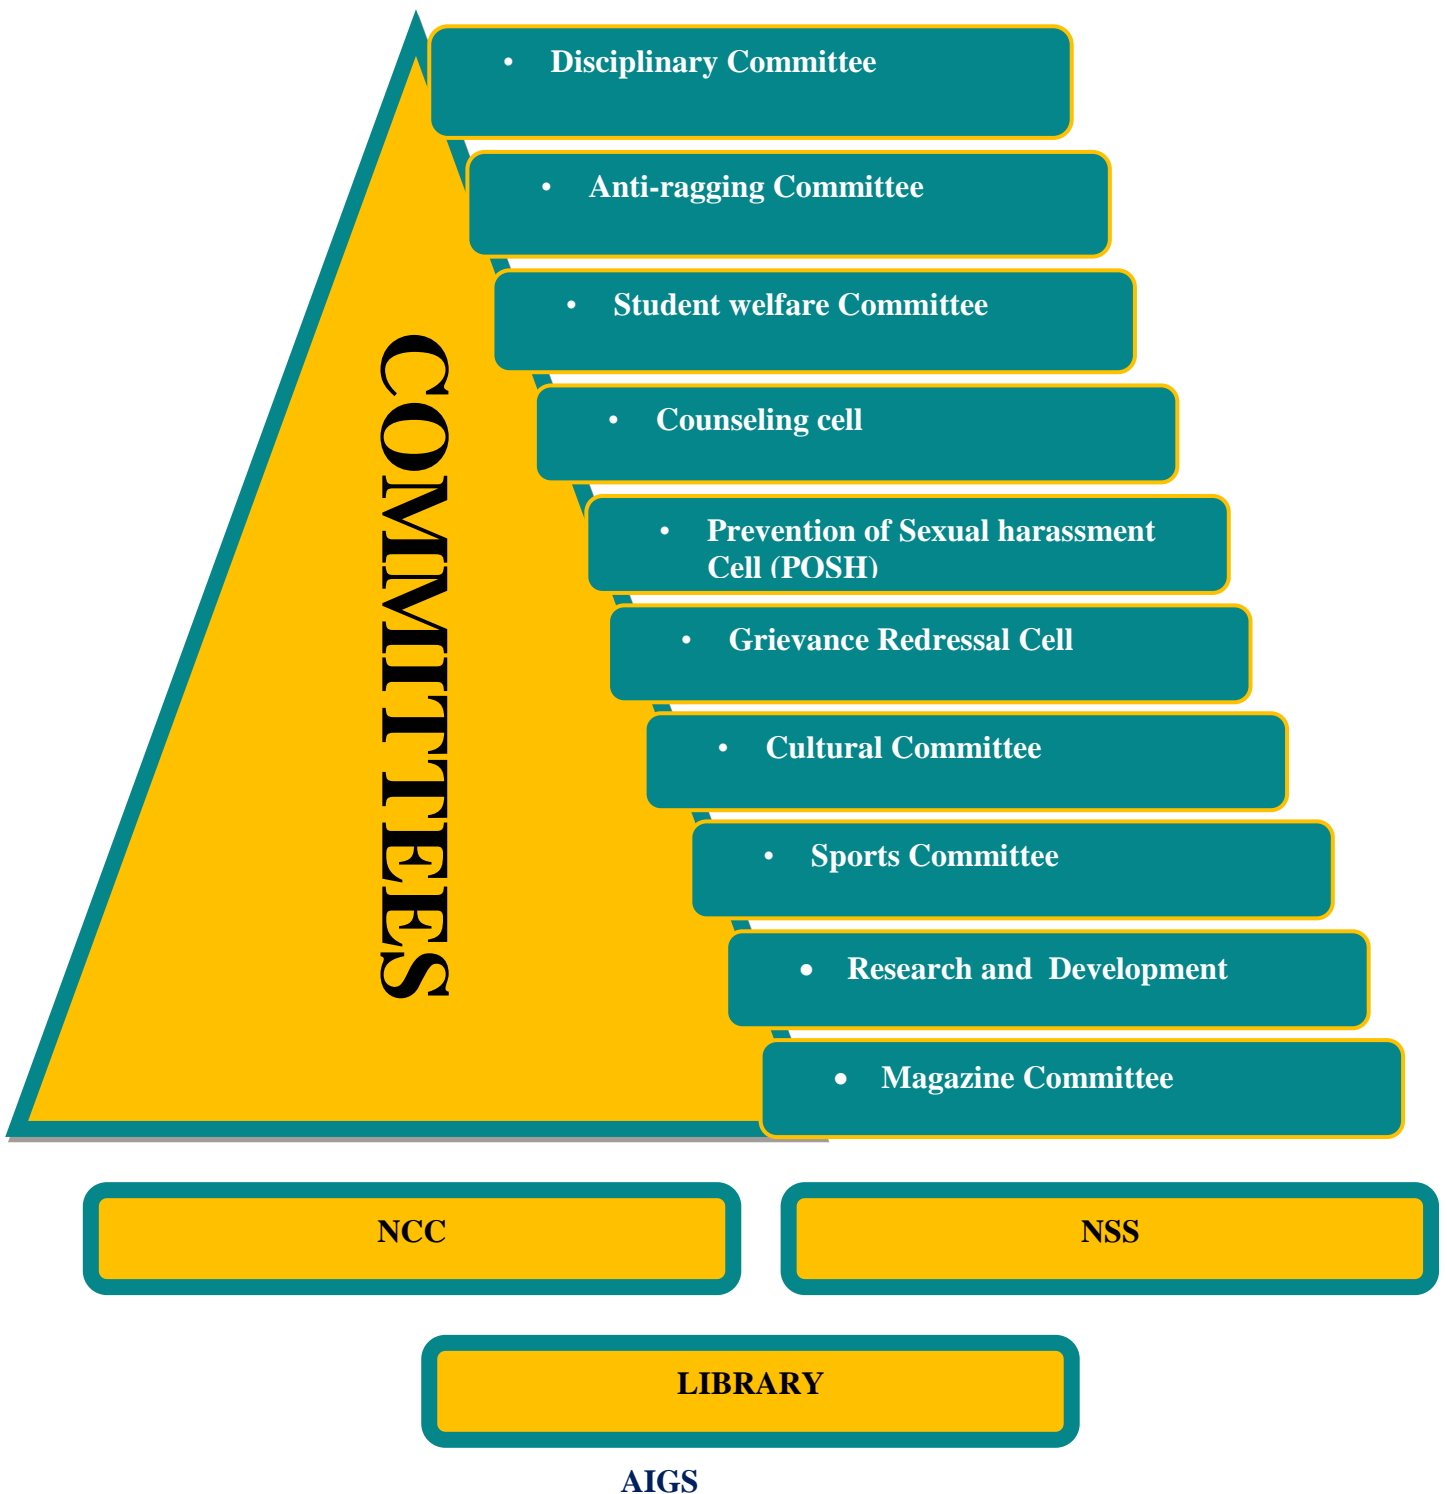 • Disciplinary Committee
• Anti-ragging Committee
• Student welfare Committee
• Counseling cell
• Prevention of Sexual harassment
Cell (POSH)
• Grievance Redressal Cell
• Cultural Committee
• Sports Committee
• Research and  Development
• Magazine Committee
COMMITTEES
NCC
NSS
LIBRARY
AIGS